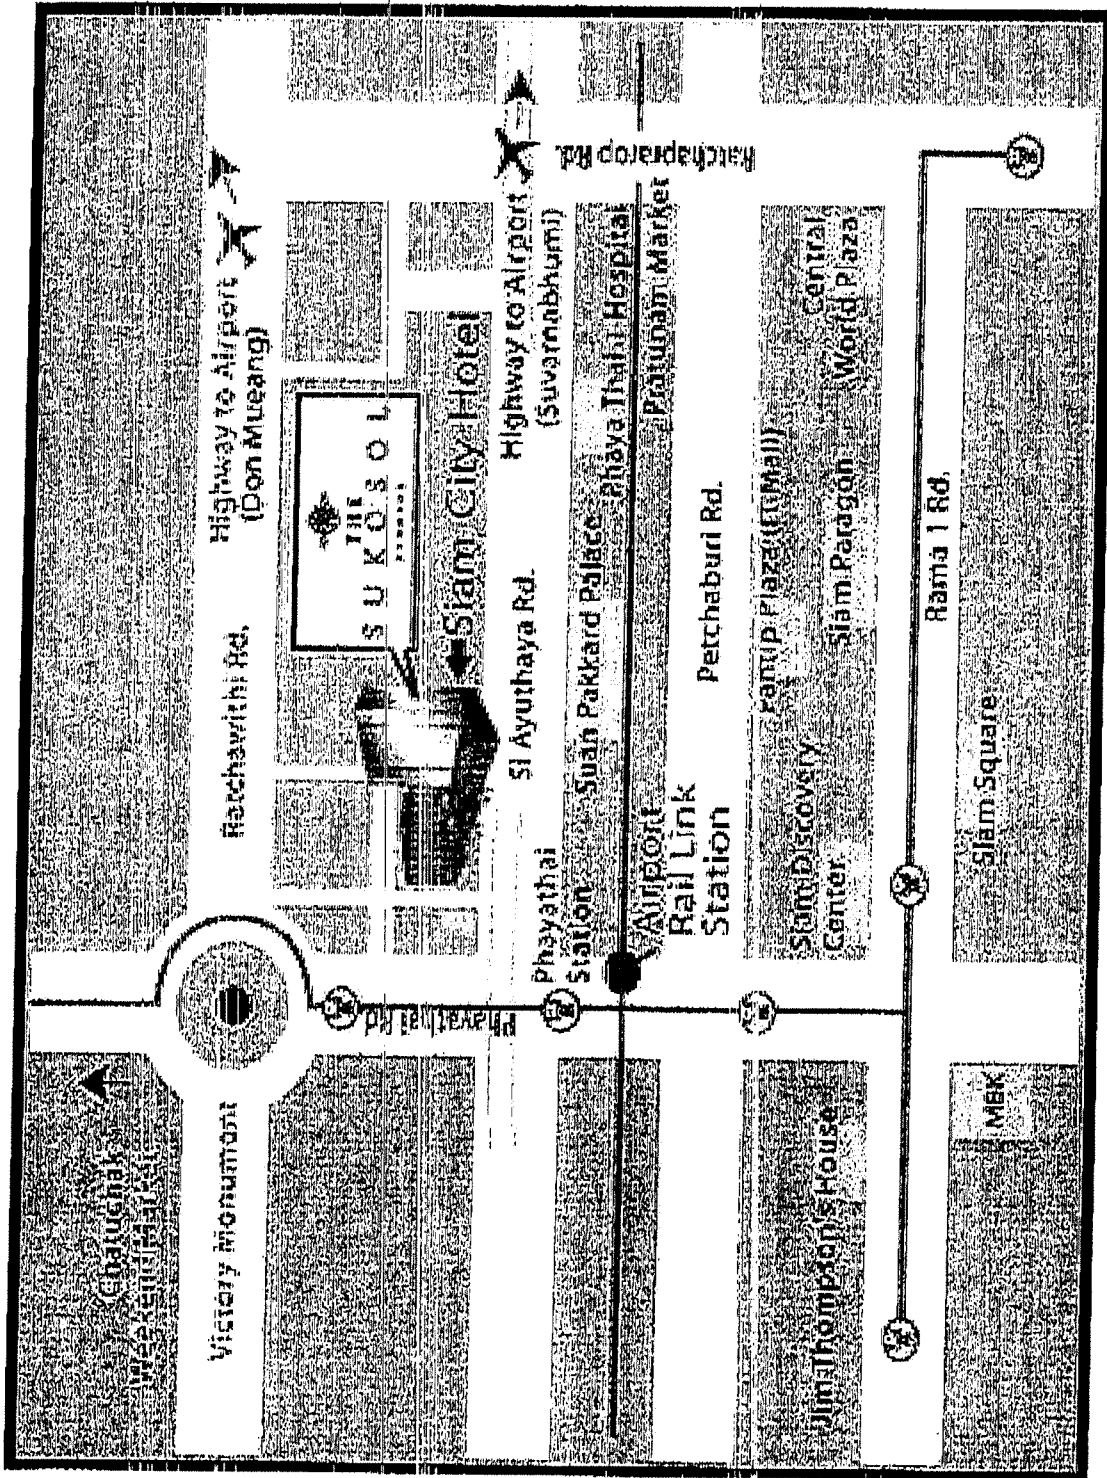 Chatuchak
Weekend Market
Victory Monument
Ratchawithi Rd.
Highway to Airport
(Don Mueang)
THE
SUKOSOL
Siam City Hotel
Phayathai Rd
Si Ayuthaya Rd.
Highway to Airport
(Suvarnabhumi)
Phayathai
Station
Suan Pakkard Palace
Phaya Thai Hospital
Ratchaprarop Rd.
Airport
Rail Link
Station
Pratunam Market
Petchaburi Rd.
Pantip Plaza (IT Mall)
Siam Discovery
Center
Siam Paragon
Central
World Plaza
Jim Thompson's House
Rama 1 Rd.
MBK
Siam Square